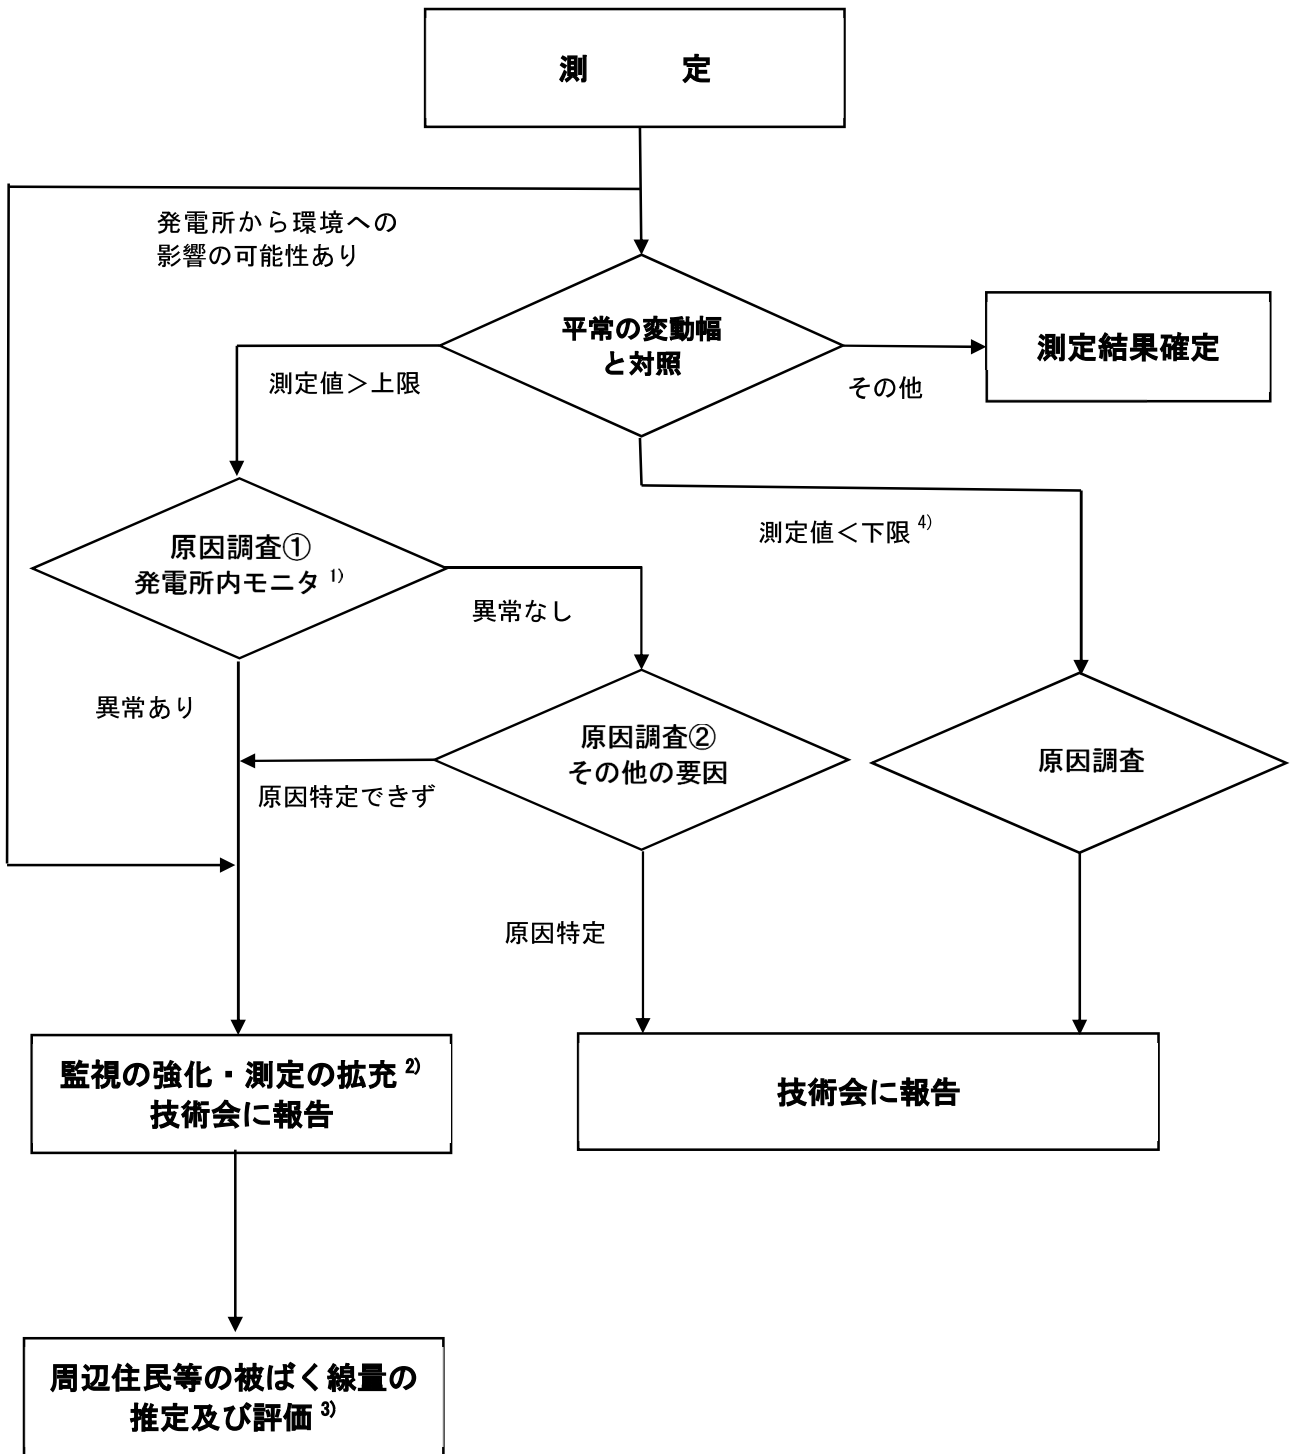 測　　定
発電所から環境への
影響の可能性あり
平常の変動幅
と対照
測定結果確定
測定値＞上限
その他
原因調査①
発電所内モニタ 1)
測定値＜下限 4)
異常なし
異常あり
原因調査②
その他の要因
原因調査
原因特定できず
原因特定
監視の強化・測定の拡充 2)
技術会に報告
技術会に報告
周辺住民等の被ばく線量の
推定及び評価 3)